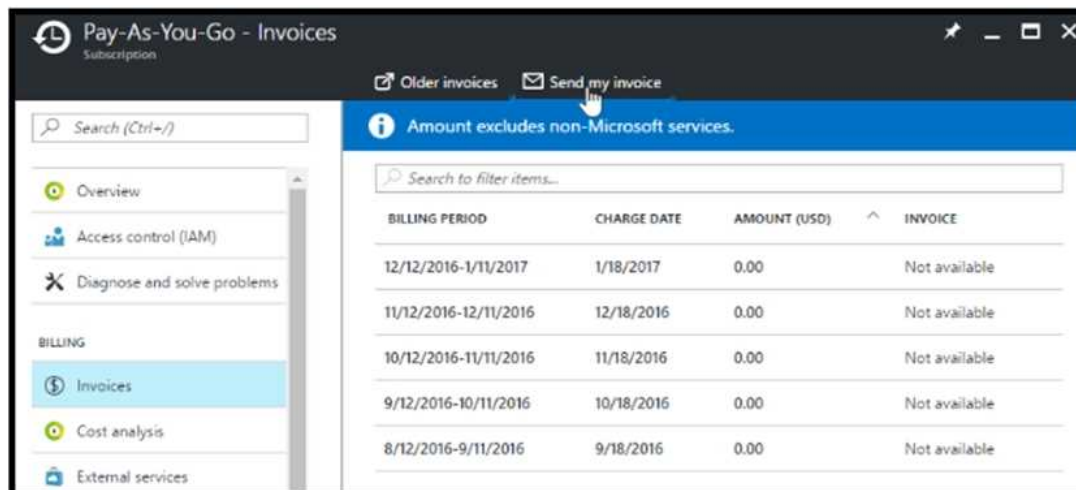 Pay-As-You-Go - Invoices
Subscription
Older invoices Send my invoice
Search (Ctrl+/)
Overview
Access control (IAM)
Diagnose and solve problems
BILLING
Invoices
Cost analysis
External services
Amount excludes non-Microsoft services.
Search to filter items...
BILLING PERIOD CHARGE DATE AMOUNT (USD) INVOICE
12/12/2016-1/11/2017 1/18/2017 0.00 Not available
11/12/2016-12/11/2016 12/18/2016 0.00 Not available
10/12/2016-11/11/2016 11/18/2016 0.00 Not available
9/12/2016-10/11/2016 10/18/2016 0.00 Not available
8/12/2016-9/11/2016 9/18/2016 0.00 Not available